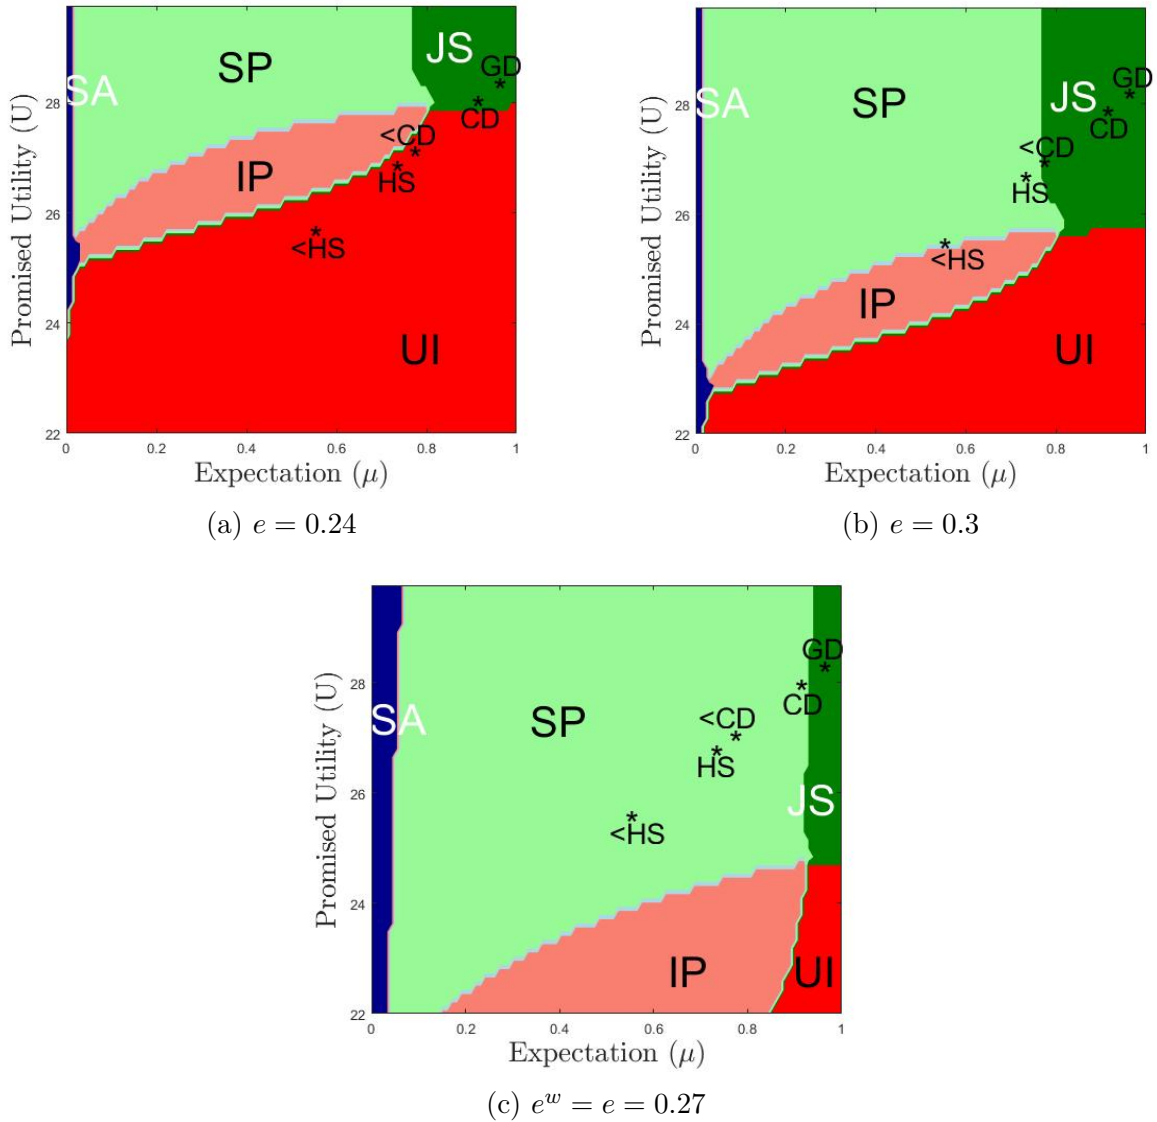 Promised Utility (U)
28
26
24
22
SA
SP
JS
GD
*
*
CD
<CD
*
*
HS
IP
*
<HS
UI
0
0.2
0.4
0.6
0.8
1
Expectation (μ)
(a) e = 0.24
Promised Utility (U)
28
26
24
22
SA
SP
JS
GD
*
*
CD
<CD
*
*
HS
*
<HS
IP
UI
0
0.2
0.4
0.6
0.8
1
Expectation (μ)
(b) e = 0.3
Promised Utility (U)
28
26
24
22
SA
SP
GD
*
*
CD
<CD
*
*
HS
JS
*
<HS
IP
UI
0
0.2
0.4
0.6
0.8
1
Expectation (μ)
(c) eʷ = e = 0.27